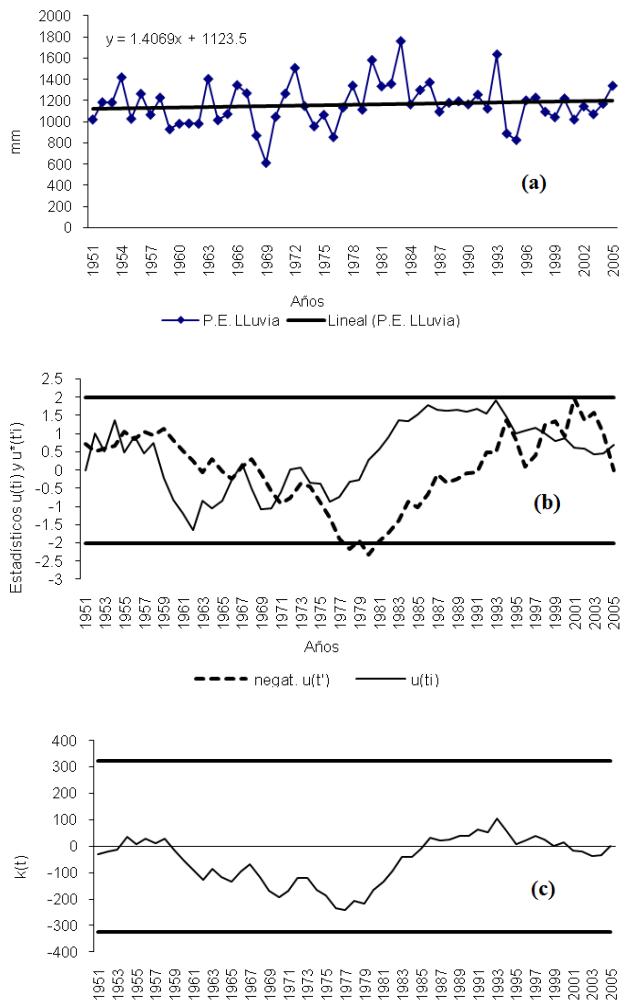 y = 1.4069x + 1123.5
mm
2000
1800
1600
1400
1200
1000
800
600
400
200
0
(a)
1951 1954 1957 1960 1963 1966 1969 1972 1975 1978 1981 1984 1987 1990 1993 1996 1999 2002 2005
Años
P.E. LLuvia Lineal (P.E. LLuvia)
Estadísticos u(ti) y u*(t'i)
2.5
2
1.5
1
0.5
0
-0.5
-1
-1.5
-2
-2.5
-3
(b)
1951 1953 1955 1957 1959 1961 1963 1965 1967 1969 1971 1973 1975 1977 1979 1981 1983 1985 1987 1989 1991 1993 1995 1997 1999 2001 2003 2005
Años
negat. u(t') u(ti)
k(t)
400
300
200
100
0
-100
-200
-300
-400
(c)
1951 1953 1955 1957 1959 1961 1963 1965 1967 1969 1971 1973 1975 1977 1979 1981 1983 1985 1987 1989 1991 1993 1995 1997 1999 2001 2003 2005